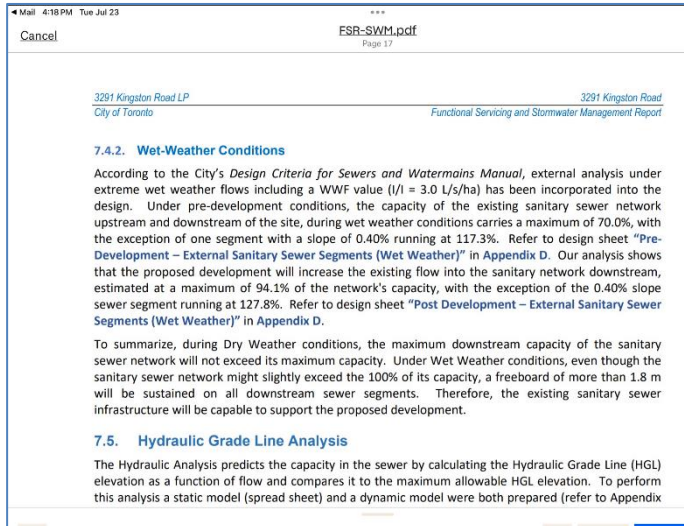 Mail 4:18 PM Tue Jul 23
Cancel
FSR-SWM.pdf
Page 17
3291 Kingston Road LP 3291 Kingston Road
City of Toronto Functional Servicing and Stormwater Management Report
7.4.2. Wet-Weather Conditions
According to the City's Design Criteria for Sewers and Watermains Manual, external analysis under
extreme wet weather flows including a WWF value (I/I = 3.0 L/s/ha) has been incorporated into the
design. Under pre-development conditions, the capacity of the existing sanitary sewer network
upstream and downstream of the site, during wet weather conditions carries a maximum of 70.0%, with
the exception of one segment with a slope of 0.40% running at 117.3%. Refer to design sheet "Pre-
Development – External Sanitary Sewer Segments (Wet Weather)" in Appendix D. Our analysis shows
that the proposed development will increase the existing flow into the sanitary network downstream,
estimated at a maximum of 94.1% of the network's capacity, with the exception of the 0.40% slope
sewer segment running at 127.8%. Refer to design sheet "Post Development – External Sanitary Sewer
Segments (Wet Weather)" in Appendix D.
To summarize, during Dry Weather conditions, the maximum downstream capacity of the sanitary
sewer network will not exceed its maximum capacity. Under Wet Weather conditions, even though the
sanitary sewer network might slightly exceed the 100% of its capacity, a freeboard of more than 1.8 m
will be sustained on all downstream sewer segments. Therefore, the existing sanitary sewer
infrastructure will be capable to support the proposed development.
7.5. Hydraulic Grade Line Analysis
The Hydraulic Analysis predicts the capacity in the sewer by calculating the Hydraulic Grade Line (HGL)
elevation as a function of flow and compares it to the maximum allowable HGL elevation. To perform
this analysis a static model (spread sheet) and a dynamic model were both prepared (refer to Appendix